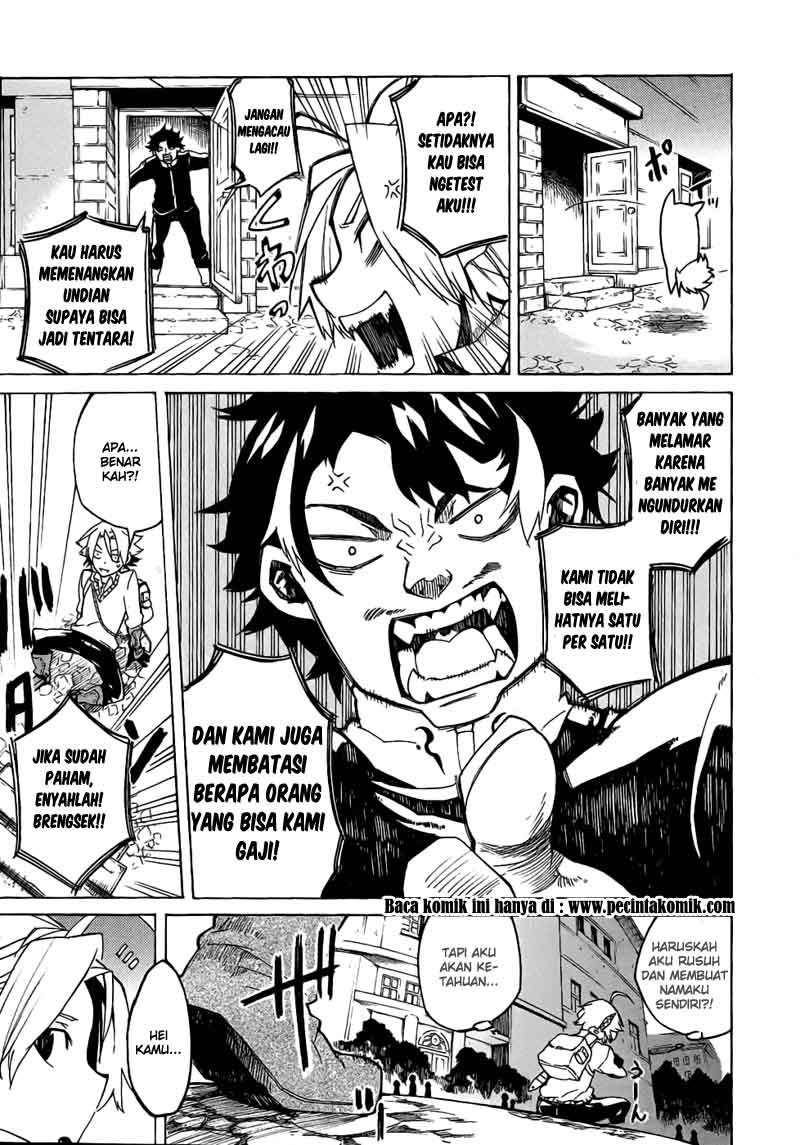 ポ
APA?!
SETIDAKNYA
KAU BISA
NGETEST
AKU!!!
JANGAN
MENGACAU
LAGI!!!
KAU HARUS
MEMENANGKAN
UNDIAN
SUPAYA BISA
JADI TENTARA!
BANYAK YANG
MELAMAR
KARENA
BANYAK ME
NGUNDURKAN
DIRI!!!
KAMI TIDAK
BISA MELI-
HATNYA SATU
PER SATU!!
DAN KAMI JUGA
MEMBATASI
BERAPA ORANG
YANG BISA KAMI
GAJI!
APA...
BENAR
KAH?!
JIKA SUDAH
PAHAM,
ENYAHLAH!
BRENGSEK!!
Baca komik ini hanya di : www.pecintakomik.com
HARUSKAH
AKU RUSUH
DAN MEMBUAT
NAMAKU
SENDIRI?!
TAPI AKU
AKAN KE-
TAHUAN...
HEI
KAMU...